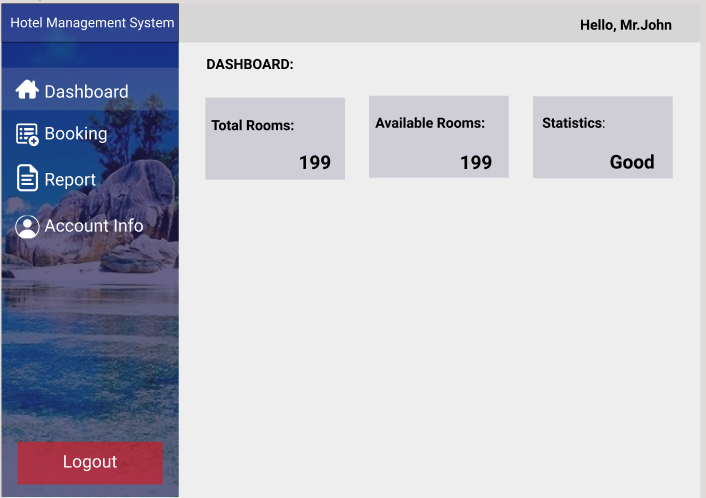 Hotel Management System
Hello, Mr.John
Dashboard
Booking
Report
Account Info
Logout
DASHBOARD:
Total Rooms:
199
Available Rooms:
199
Statistics:
Good